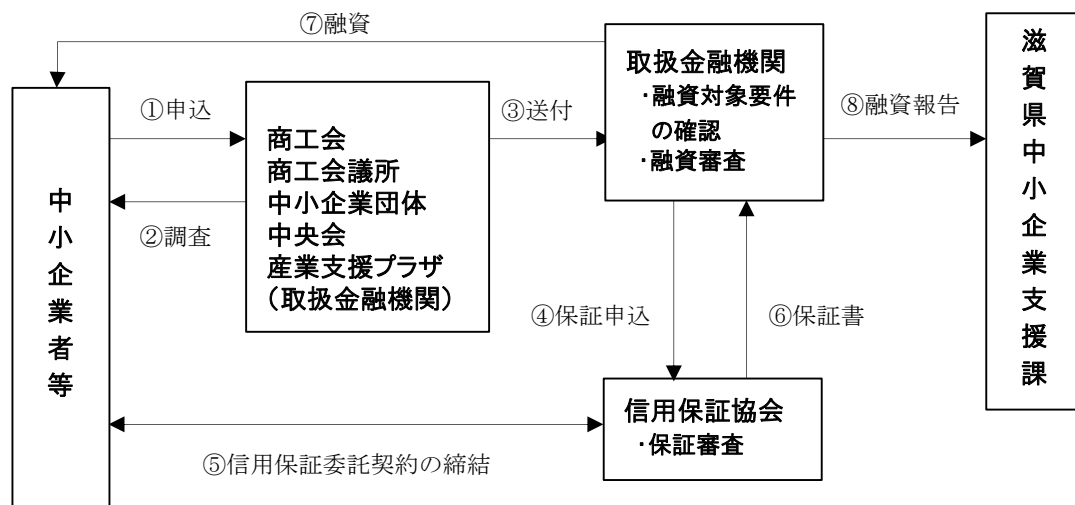 ⑦融資
中小企業者等
①申込
②調査
商工会
商工会議所
中小企業団体
中央会
産業支援プラザ
(取扱金融機関)
③送付
取扱金融機関
・融資対象要件
の確認
・融資審査
⑧融資報告
滋賀県中小企業支援課
④保証申込
⑥保証書
信用保証協会
・保証審査
⑤信用保証委託契約の締結